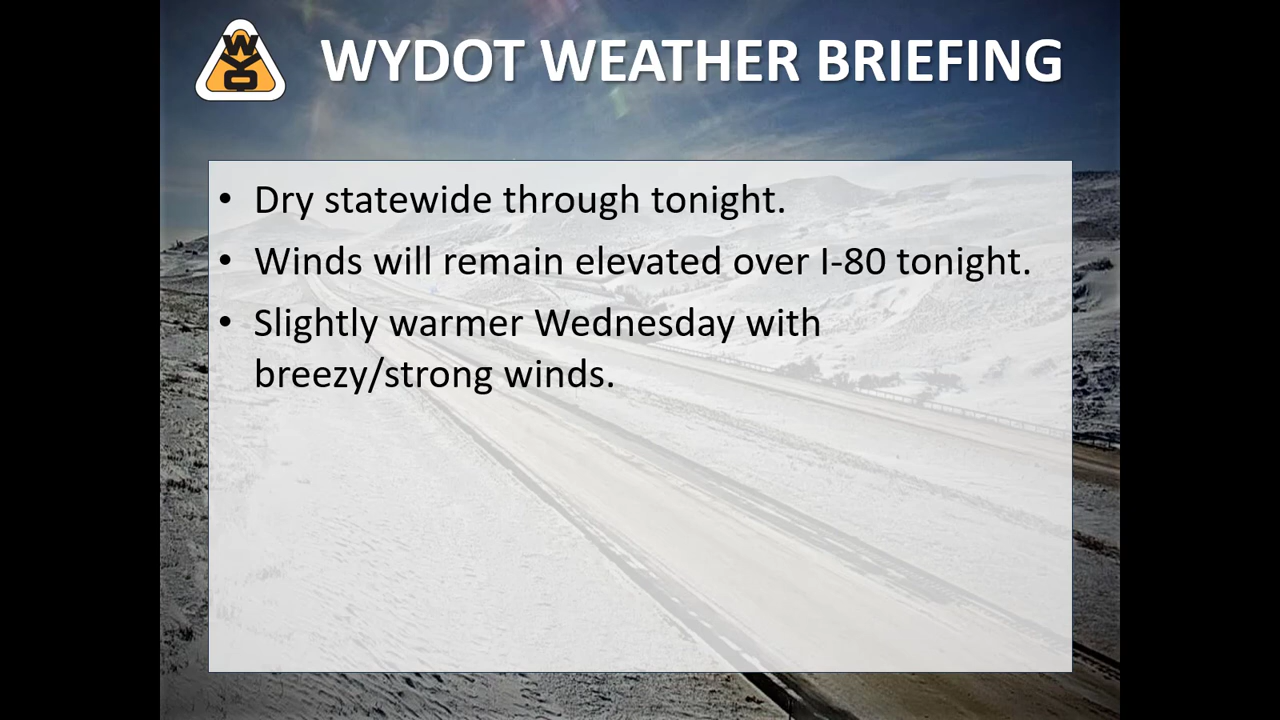 WYO
WYDOT WEATHER BRIEFING
• Dry statewide through tonight.
• Winds will remain elevated over I-80 tonight.
• Slightly warmer Wednesday with
breezy/strong winds.